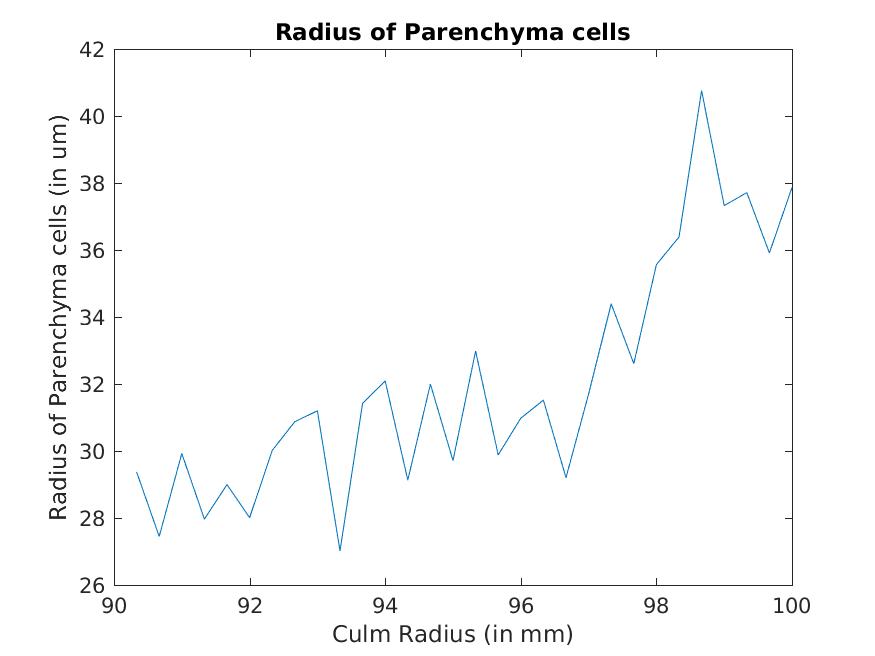 Radius of Parenchyma cells
42
40
38
36
34
32
30
28
26
Radius of Parenchyma cells (in um)
90 92 94 96 98 100
Culm Radius (in mm)